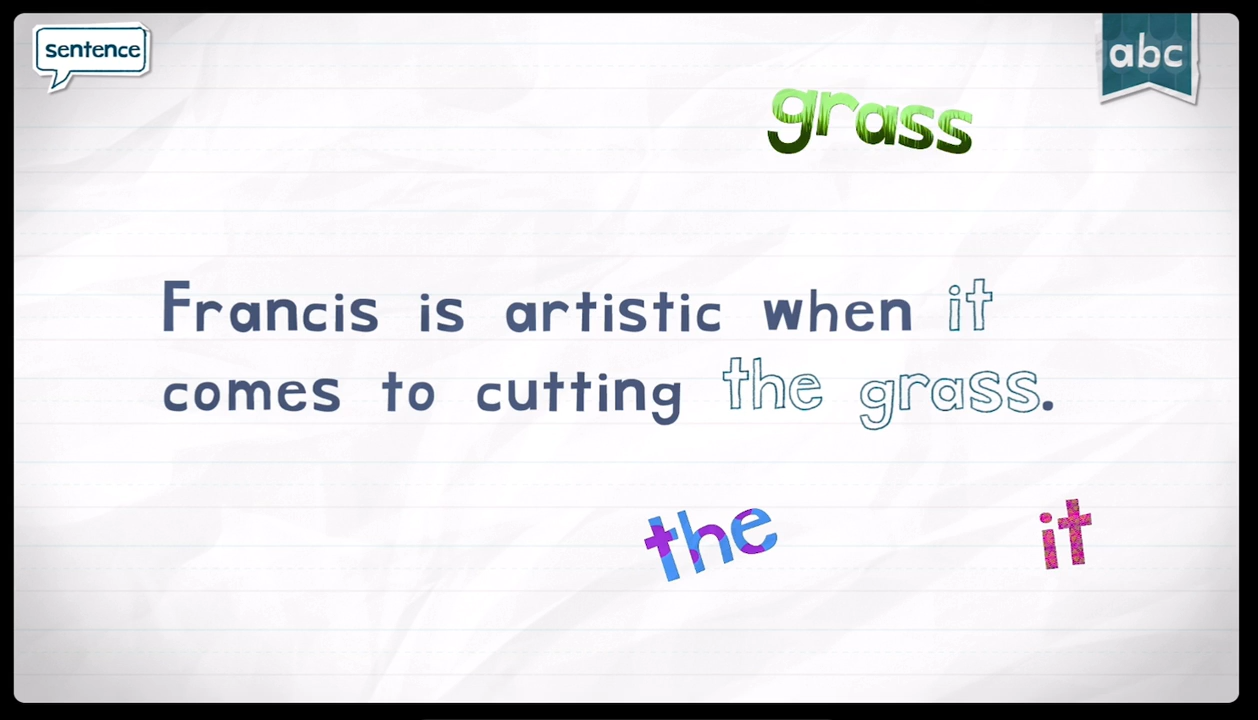 sentence
abc
grass
Francis is artistic when it
comes to cutting the grass.
the
it